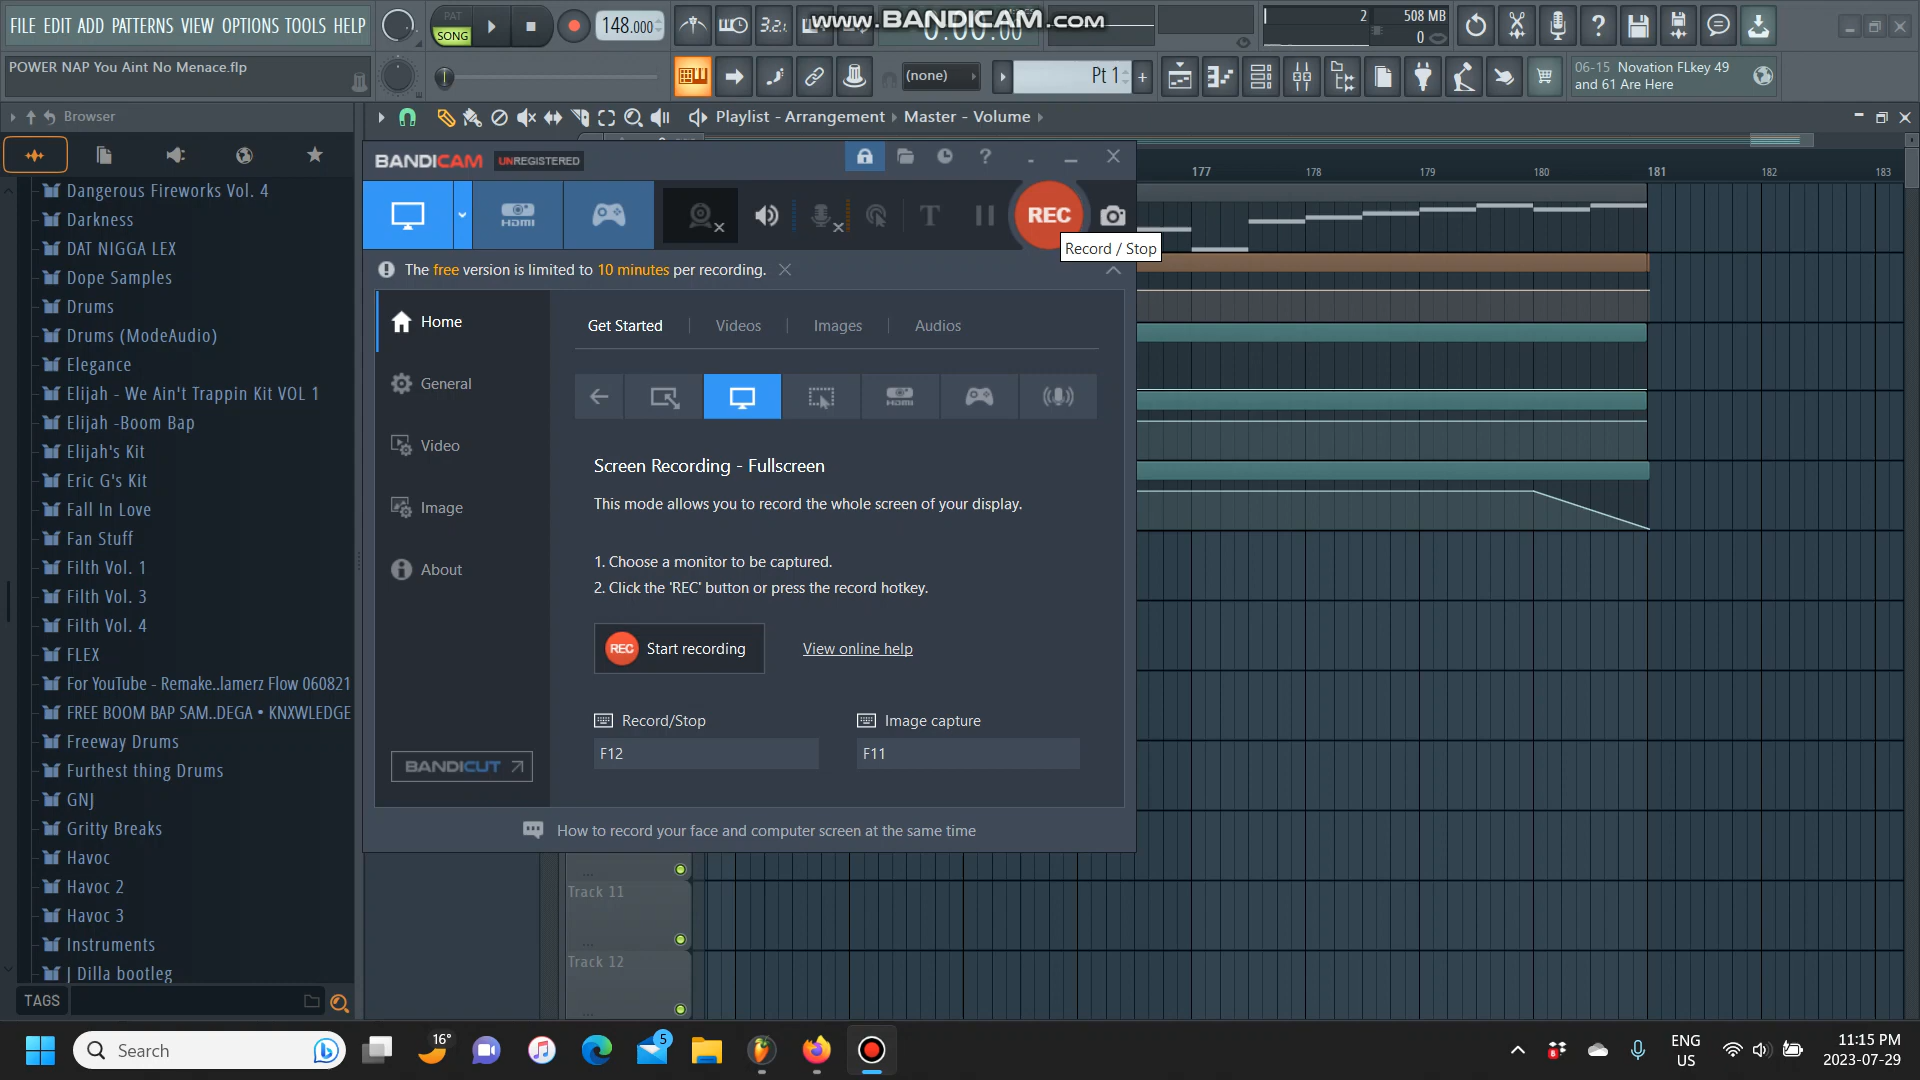 FILE EDIT ADD PATTERNS VIEW OPTIONS TOOLS HELP
PAT
SONG
148.000
3.2.
www.BANDICAM.com
2
508 MB
0
POWER NAP You Aint No Menace.flp
(none)
Pt 1
06-15 Novation FLkey 49
and 61 Are Here
Browser
Playlist - Arrangement
Master - Volume
Dangerous Fireworks Vol. 4
Darkness
DAT NIGGA LEX
Dope Samples
Drums
Drums (ModeAudio)
Elegance
Elijah - We Ain't Trappin Kit VOL 1
Elijah -Boom Bap
Elijah's Kit
Eric G's Kit
Fall In Love
Fan Stuff
Filth Vol. 1
Filth Vol. 3
Filth Vol. 4
FLEX
For YouTube - Remake..lamerz Flow 060821
FREE BOOM BAP SAM..DEGA • KNXWLEDGE
Freeway Drums
Furthest thing Drums
GNJ
Gritty Breaks
Havoc
Havoc 2
Havoc 3
Instruments
J Dilla bootleg
TAGS
BANDICAM UNREGISTERED
HDMI
T
REC
Record / Stop
The free version is limited to 10 minutes per recording.
Home
General
Video
Image
About
BANDICUT
Get Started
Videos
Images
Audios
HDMI
Screen Recording - Fullscreen
This mode allows you to record the whole screen of your display.
1. Choose a monitor to be captured.
2. Click the 'REC' button or press the record hotkey.
REC Start recording
View online help
Record/Stop
Image capture
F12
F11
How to record your face and computer screen at the same time
177
178
179
180
181
182
183
Track 11
Track 12
Search
16°
5
ENG
US
11:15 PM
2023-07-29